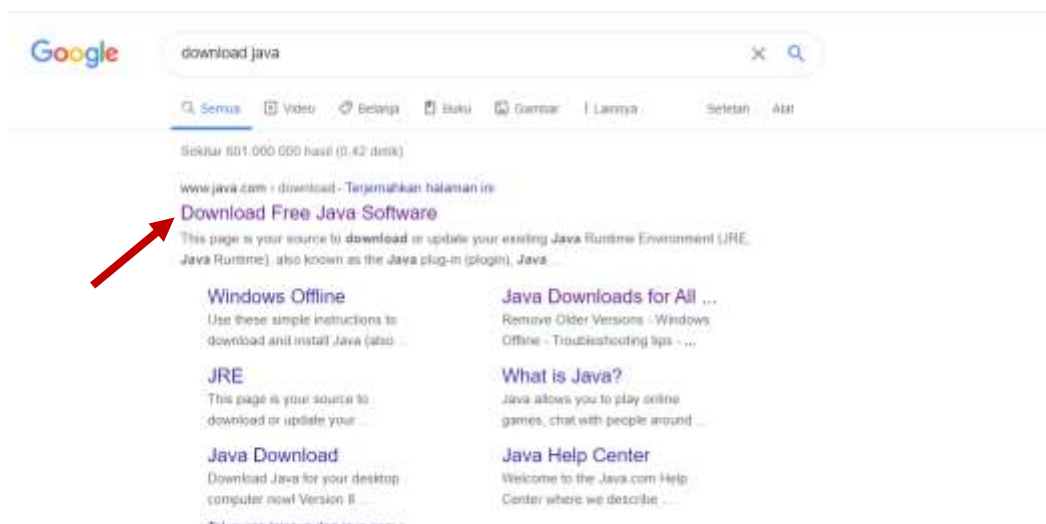 Google
download java
Semua Video Belanja Buku Gambar Lainnya Setelan Alat
Sekitar 601.000.000 hasil (0,42 detik)
www.java.com › download - Terjemahkan halaman ini
Download Free Java Software
This page is your source to download or update your existing Java Runtime Environment (JRE,
Java Runtime), also known as the Java plug-in (plugin), Java ...
Windows Offline
Use these simple instructions to
download and install Java (also ...
Java Downloads for All ...
Remove Older Versions - Windows
Offline - Troubleshooting tips - ...
JRE
This page is your source to
download or update your ...
What is Java?
Java allows you to play online
games, chat with people around ...
Java Download
Download Java for your desktop
computer now! Version 8 ...
Java Help Center
Welcome to the Java.com Help
Center where we describe ...